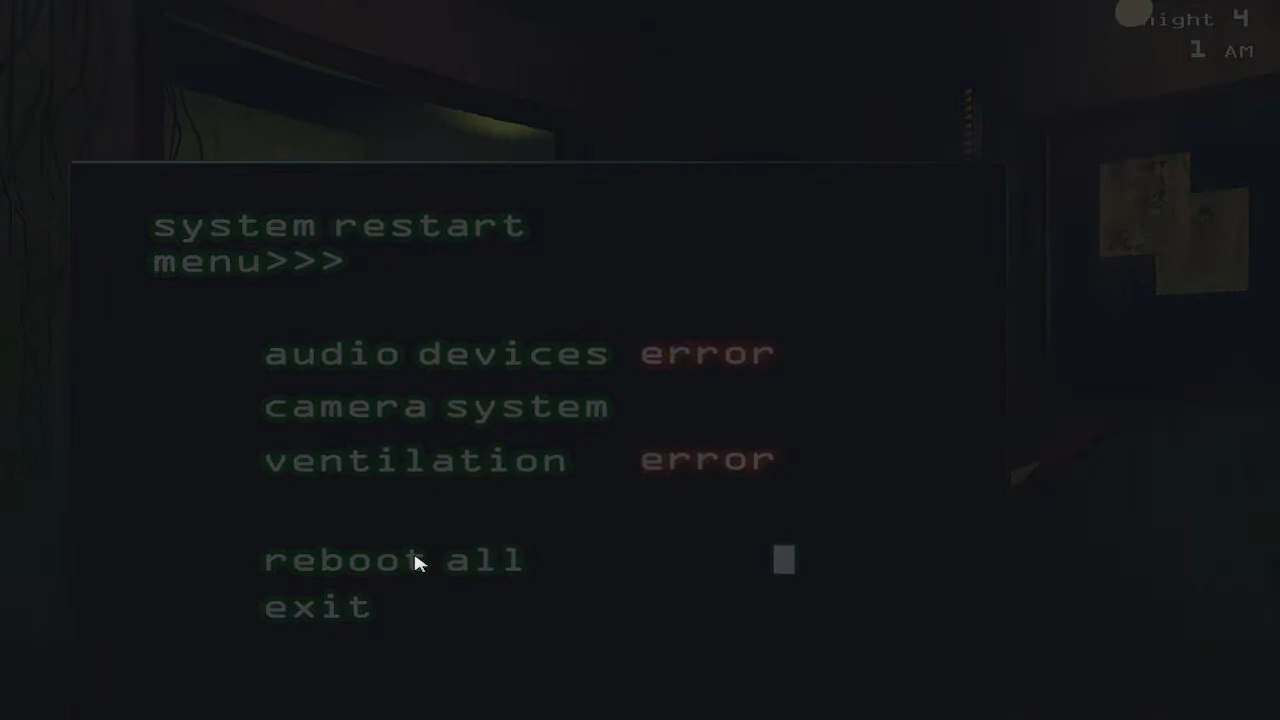 night 4
1 AM
system restart
menu>>>
audio devices error
camera system
ventilation error
reboot all
exit